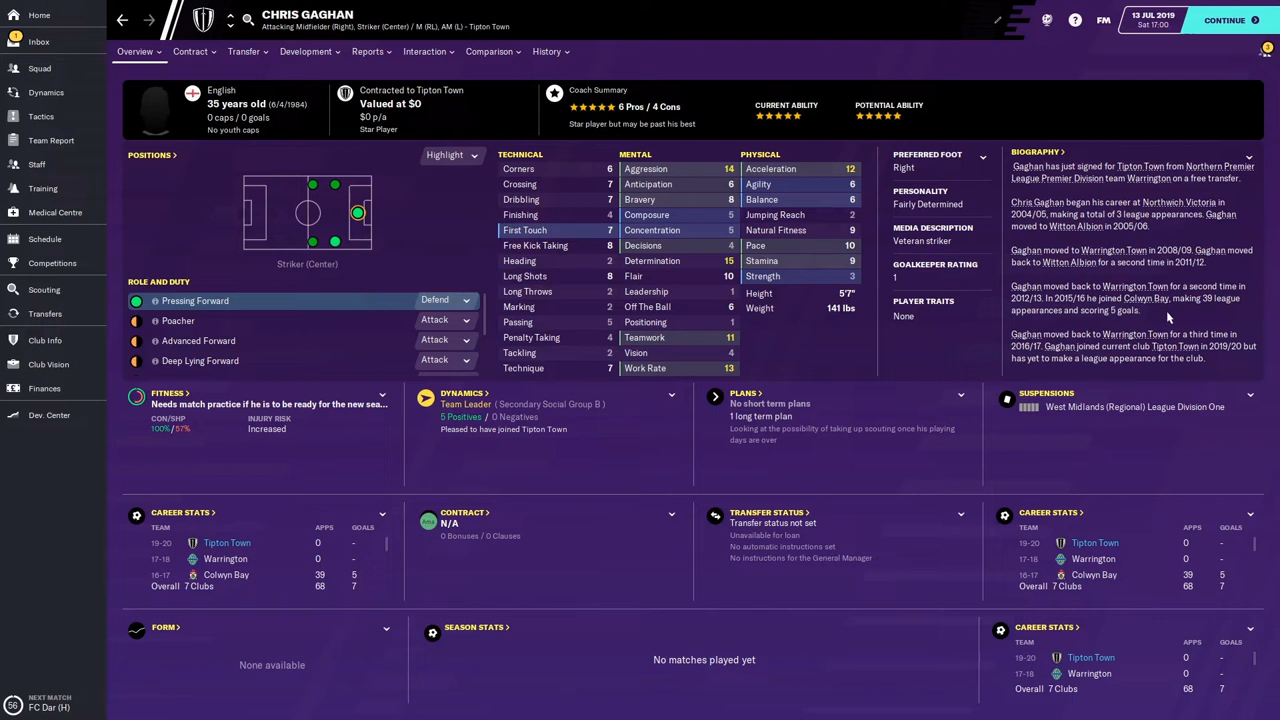 Home
1
Inbox
Squad
Dynamics
Tactics
Team Report
Staff
Training
Medical Centre
Schedule
Competitions
Scouting
Transfers
Club Info
Club Vision
Finances
Dev. Center
56
NEXT MATCH
FC Dar (H)
CHRIS GAGHAN
Attacking Midfielder (Right), Striker (Center) / M (RL), AM (L) - Tipton Town
?
FM
13 JUL 2019
Sat 17:00
CONTINUE
Overview
Contract
Transfer
Development
Reports
Interaction
Comparison
History
3
English
35 years old (6/4/1984)
0 caps / 0 goals
No youth caps
Contracted to Tipton Town
Valued at $0
$0 p/a
Star Player
Coach Summary
6 Pros / 4 Cons
Star player but may be past his best
CURRENT ABILITY
POTENTIAL ABILITY
POSITIONS
Highlight
Striker (Center)
ROLE AND DUTY
Pressing Forward Defend
Poacher Attack
Advanced Forward Attack
Deep Lying Forward Attack
TECHNICAL
Corners 6
Crossing 7
Dribbling 7
Finishing 4
First Touch 7
Free Kick Taking 8
Heading 2
Long Shots 8
Long Throws 2
Marking 2
Passing 5
Penalty Taking 4
Tackling 2
Technique 7
MENTAL
Aggression 14
Anticipation 6
Bravery 8
Composure 5
Concentration 5
Decisions 4
Determination 15
Flair 10
Leadership 1
Off The Ball 6
Positioning 1
Teamwork 11
Vision 4
Work Rate 13
PHYSICAL
Acceleration 12
Agility 6
Balance 6
Jumping Reach 2
Natural Fitness 9
Pace 10
Stamina 9
Strength 3
Height 5'7"
Weight 141 lbs
PREFERRED FOOT
Right
PERSONALITY
Fairly Determined
MEDIA DESCRIPTION
Veteran striker
GOALKEEPER RATING
1
PLAYER TRAITS
None
BIOGRAPHY
Gaghan has just signed for Tipton Town from Northern Premier
League Premier Division team Warrington on a free transfer.
Chris Gaghan began his career at Northwich Victoria in
2004/05, making a total of 3 league appearances. Gaghan
moved to Witton Albion in 2005/06.
Gaghan moved to Warrington Town in 2008/09. Gaghan moved
back to Witton Albion for a second time in 2011/12.
Gaghan moved back to Warrington Town for a second time in
2012/13. In 2015/16 he joined Colwyn Bay, making 39 league
appearances and scoring 5 goals.
Gaghan moved back to Warrington Town for a third time in
2016/17. Gaghan joined current club Tipton Town in 2019/20 but
has yet to make a league appearance for the club.
FITNESS
Needs match practice if he is to be ready for the new sea...
CON/SHP
100%/57%
INJURY RISK
Increased
DYNAMICS
Team Leader ( Secondary Social Group B )
5 Positives / 0 Negatives
Pleased to have joined Tipton Town
PLANS
No short term plans
1 long term plan
Looking at the possibility of taking up scouting once his playing
days are over
SUSPENSIONS
West Midlands (Regional) League Division One
CAREER STATS
TEAM APPS GOALS
19-20 Tipton Town 0 -
17-18 Warrington 0 -
16-17 Colwyn Bay 39 5
Overall 7 Clubs 68 7
CONTRACT
Ama
N/A
0 Bonuses / 0 Clauses
TRANSFER STATUS
Transfer status not set
Unavailable for loan
No automatic instructions set
No instructions for the General Manager
CAREER STATS
TEAM APPS GOALS
19-20 Tipton Town 0 -
17-18 Warrington 0 -
16-17 Colwyn Bay 39 5
Overall 7 Clubs 68 7
FORM
None available
SEASON STATS
No matches played yet
CAREER STATS
TEAM APPS GOALS
19-20 Tipton Town 0 -
17-18 Warrington 0 -
Overall 7 Clubs 68 7